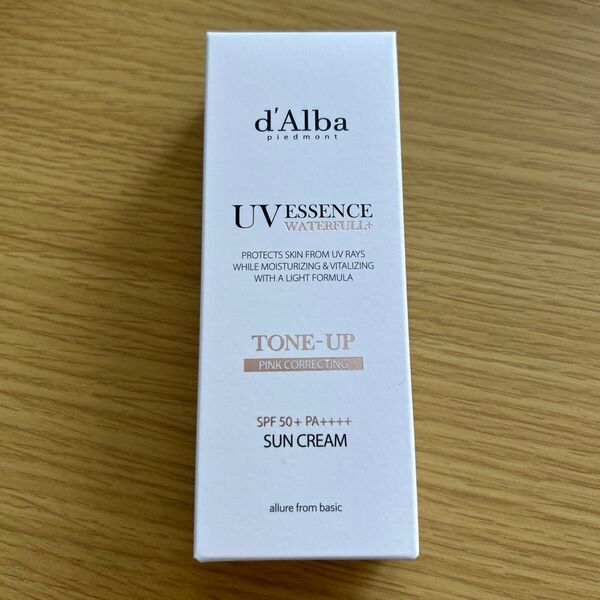 d'Alba
piedmont
UV ESSENCE
WATERFULL+
PROTECTS SKIN FROM UV RAYS
WHILE MOISTURIZING & VITALIZING
WITH A LIGHT FORMULA
TONE-UP
PINK CORRECTING
SPF 50+ PA++++
SUN CREAM
allure from basic